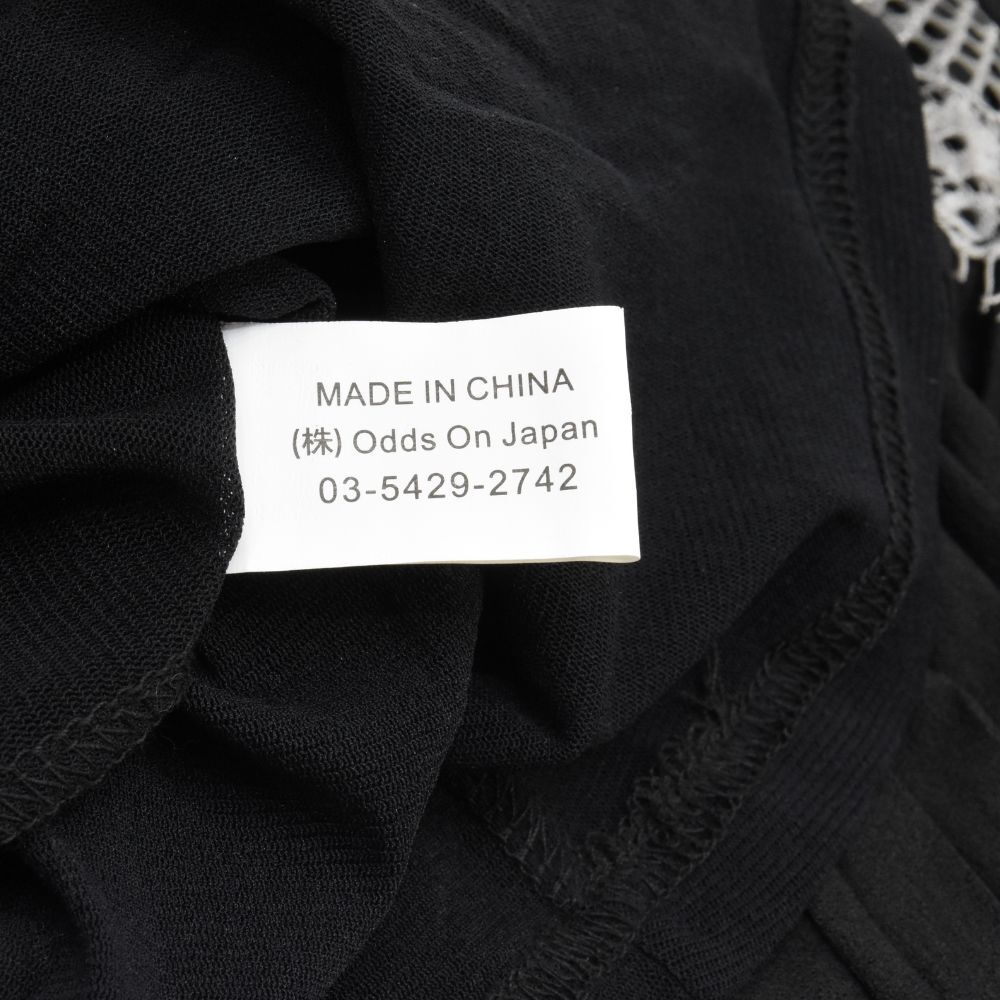 MADE IN CHINA
(株) Odds On Japan
03-5429-2742